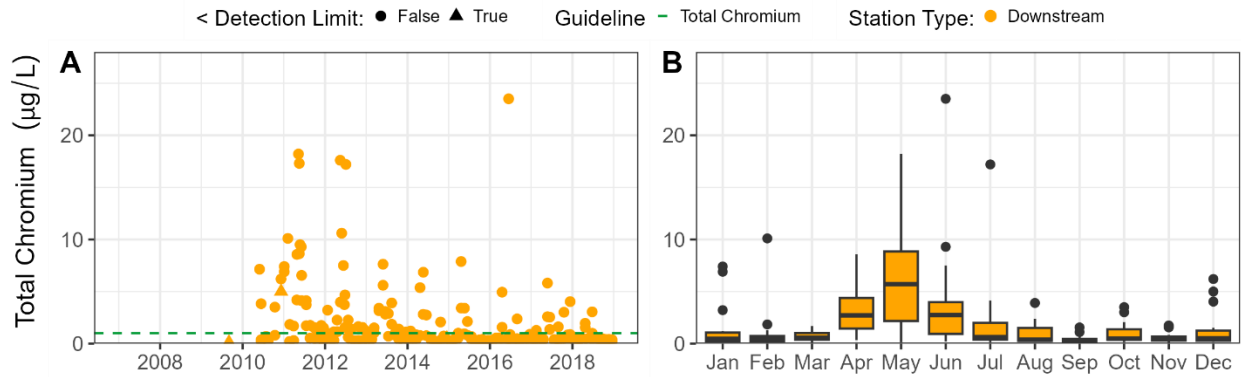 < Detection Limit: False True Guideline Total Chromium Station Type: Downstream
A
B
Total Chromium (µg/L)
20
10
0
2008 2010 2012 2014 2016 2018
20
10
0
Jan Feb Mar Apr May Jun Jul Aug Sep Oct Nov Dec